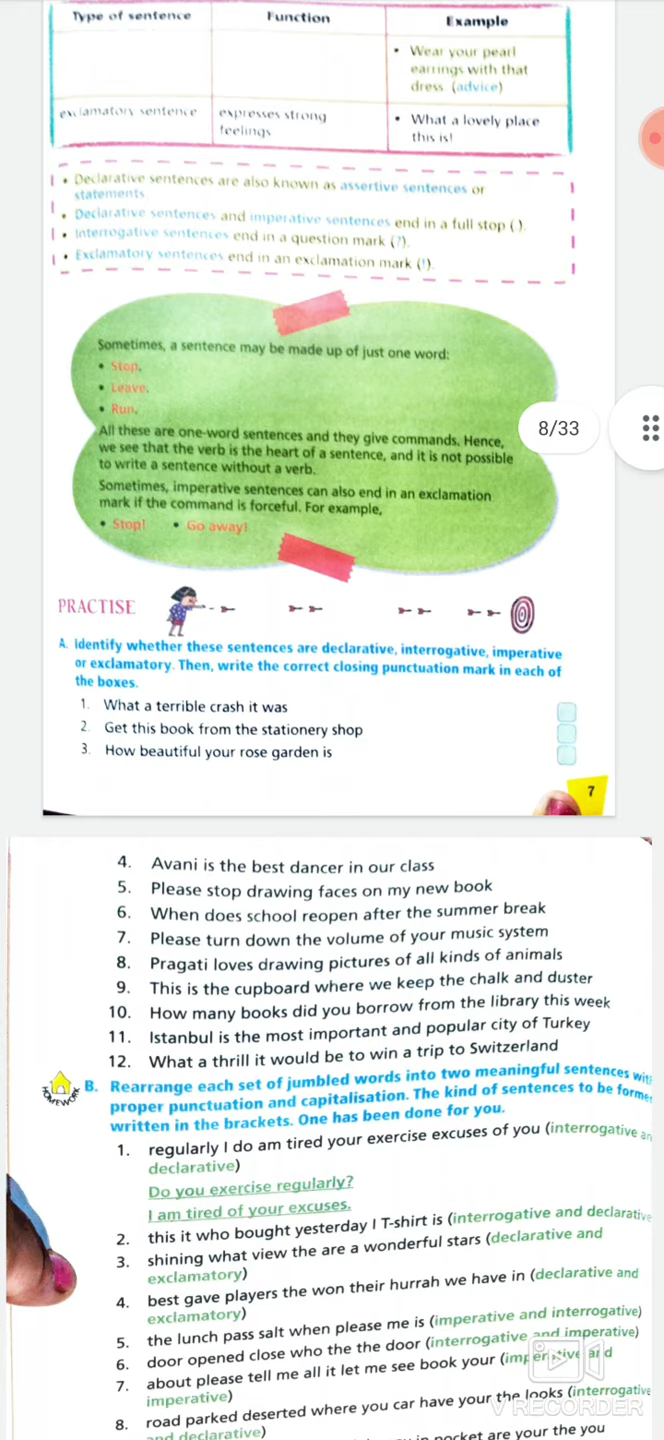 Type of sentence Function Example
• Wear your pearl
earrings with that
dress. (advice)
exclamatory sentence expresses strong • What a lovely place
feelings this is!
• Declarative sentences are also known as assertive sentences or
statements
• Declarative sentences and imperative sentences end in a full stop (.).
• Interrogative sentences end in a question mark (?).
• Exclamatory sentences end in an exclamation mark (!).
Sometimes, a sentence may be made up of just one word:
• Stop.
• Leave.
• Run.
All these are one-word sentences and they give commands. Hence,
we see that the verb is the heart of a sentence, and it is not possible
to write a sentence without a verb.
Sometimes, imperative sentences can also end in an exclamation
mark if the command is forceful. For example,
• Stop! • Go away!
8/33
PRACTISE
A. Identify whether these sentences are declarative, interrogative, imperative
or exclamatory. Then, write the correct closing punctuation mark in each of
the boxes.
1. What a terrible crash it was
2. Get this book from the stationery shop
3. How beautiful your rose garden is
7
4. Avani is the best dancer in our class
5. Please stop drawing faces on my new book
6. When does school reopen after the summer break
7. Please turn down the volume of your music system
8. Pragati loves drawing pictures of all kinds of animals
9. This is the cupboard where we keep the chalk and duster
10. How many books did you borrow from the library this week
11. Istanbul is the most important and popular city of Turkey
12. What a thrill it would be to win a trip to Switzerland
HOMEWORK
B. Rearrange each set of jumbled words into two meaningful sentences wit
proper punctuation and capitalisation. The kind of sentences to be forme
written in the brackets. One has been done for you.
1. regularly I do am tired your exercise excuses of you (interrogative an
declarative)
Do you exercise regularly?
I am tired of your excuses.
2. this it who bought yesterday I T-shirt is (interrogative and declarative
3. shining what view the are a wonderful stars (declarative and
exclamatory)
4. best gave players the won their hurrah we have in (declarative and
exclamatory)
5. the lunch pass salt when please me is (imperative and interrogative)
6. door opened close who the the door (interrogative and imperative)
7. about please tell me all it let me see book your (imperative and
imperative)
8. road parked deserted where you car have your the looks (interrogative
and declarative)
in pocket are your the you
V RECORDER